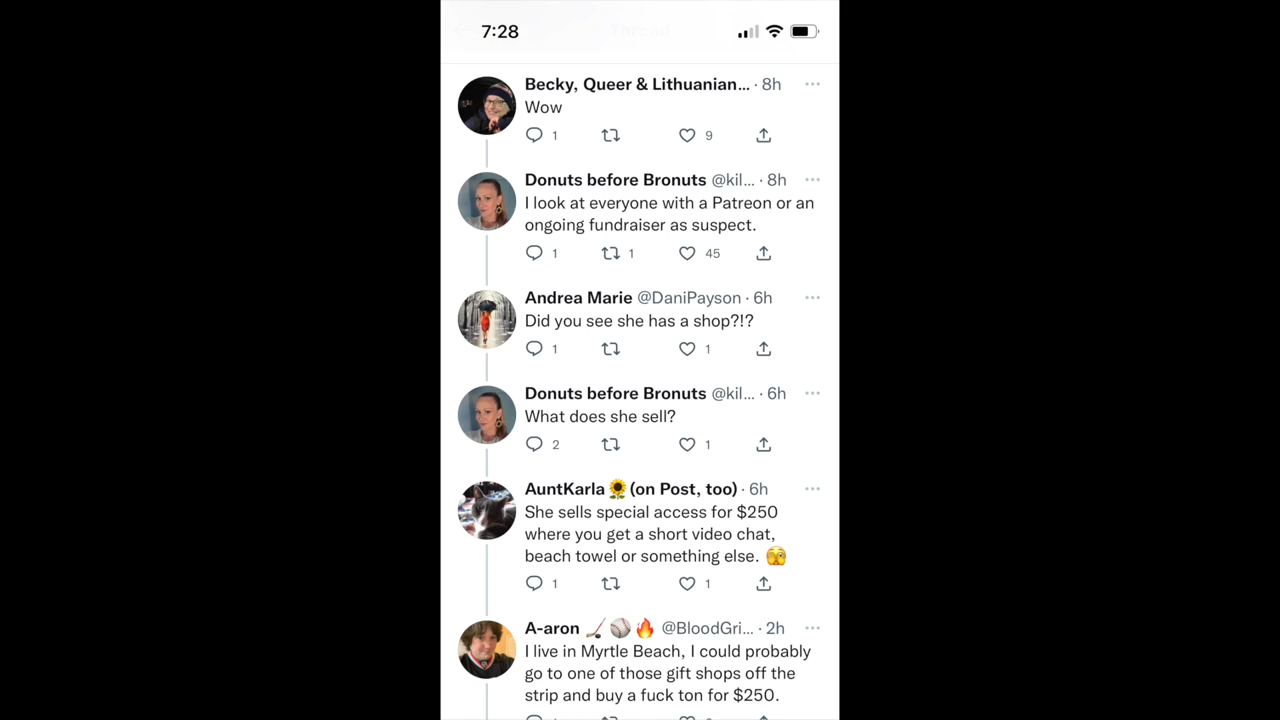 7:28
Thread
Becky, Queer & Lithuanian... · 8h
Wow
1 9
Donuts before Bronuts @kil... · 8h
I look at everyone with a Patreon or an
ongoing fundraiser as suspect.
1 1 45
Andrea Marie @DaniPayson · 6h
Did you see she has a shop?!?
1 1
Donuts before Bronuts @kil... · 6h
What does she sell?
2 1
AuntKarla 🌻 (on Post, too) · 6h
She sells special access for $250
where you get a short video chat,
beach towel or something else. 🫣
1 1
A-aron 🏒 ⚾ 🔥 @BloodGri... · 2h
I live in Myrtle Beach, I could probably
go to one of those gift shops off the
strip and buy a fuck ton for $250.